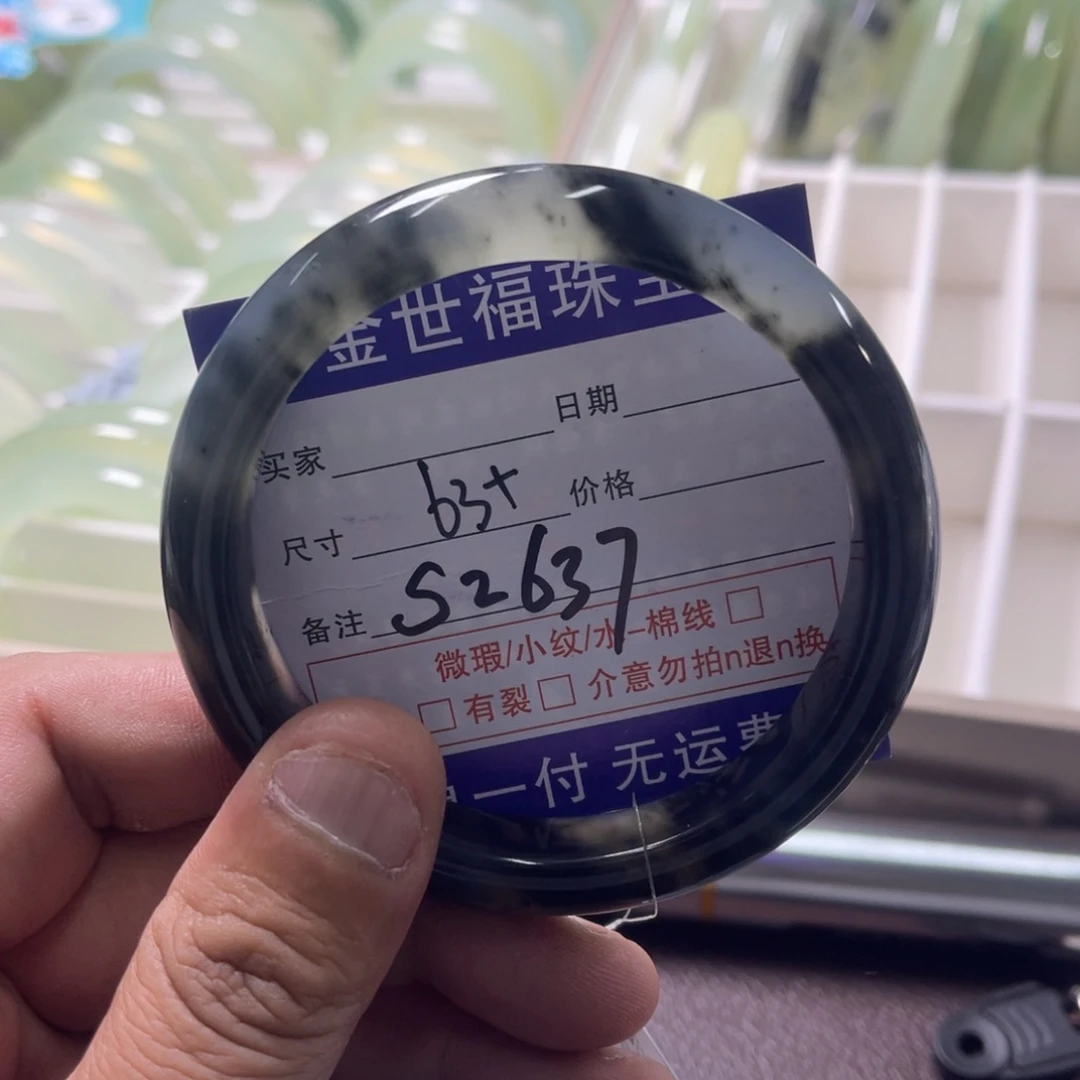 金世福珠宝
日期
买家
尺寸 63+ 价格
备注 S2637
微瑕/小纹/水-棉线 □
□ 有裂 □ 介意勿拍n退n换
一付 无运费